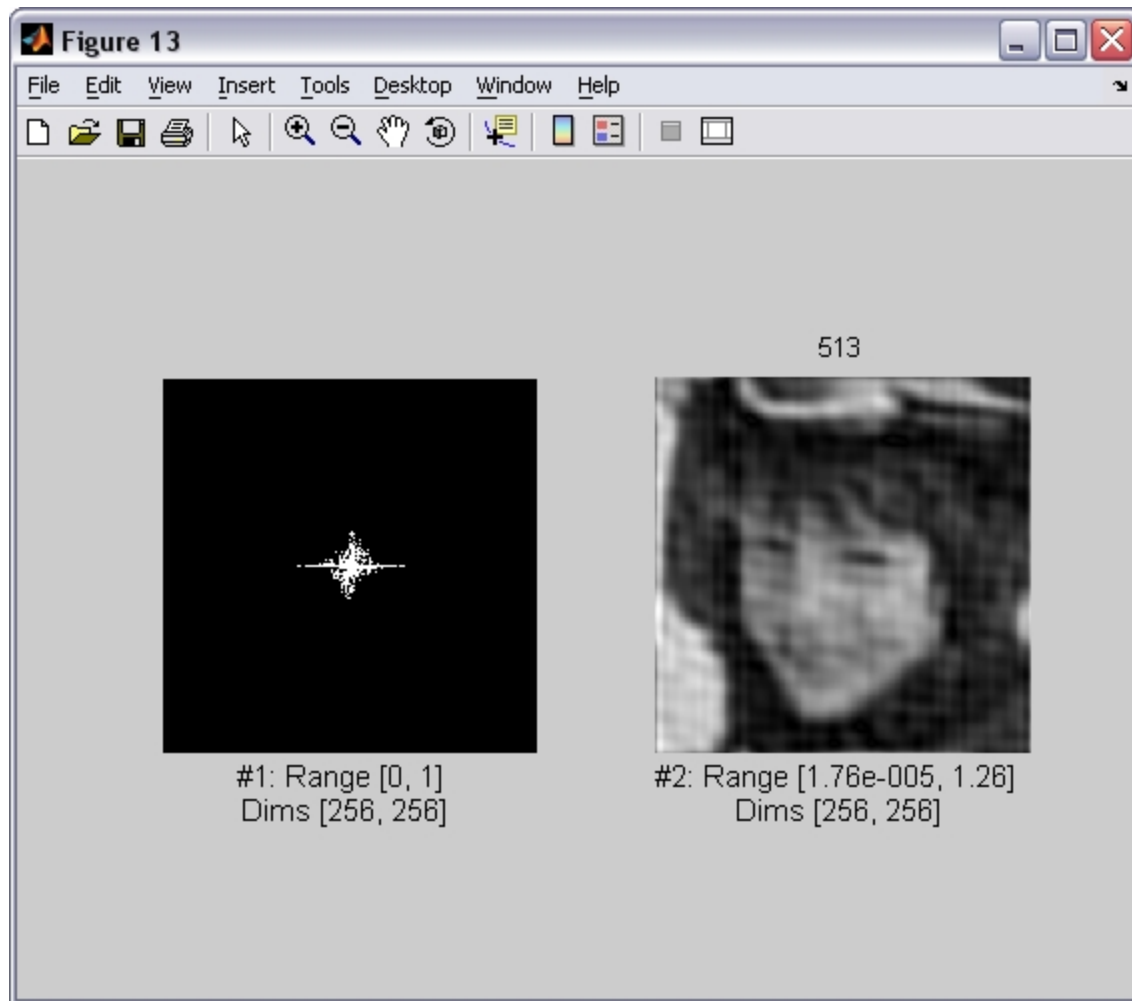 Figure 13
File Edit View Insert Tools Desktop Window Help
513
#1: Range [0, 1]
Dims [256, 256]
#2: Range [1.76e-005, 1.26]
Dims [256, 256]